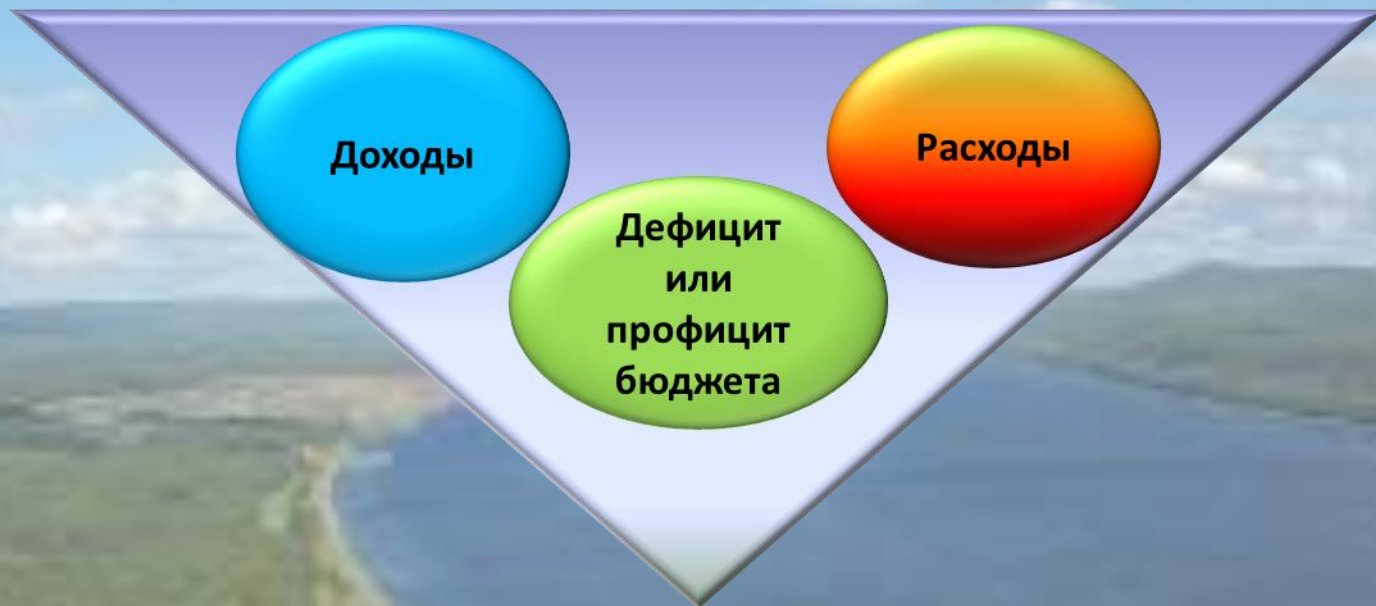 Доходы
Расходы
Дефицит
или
профицит
бюджета